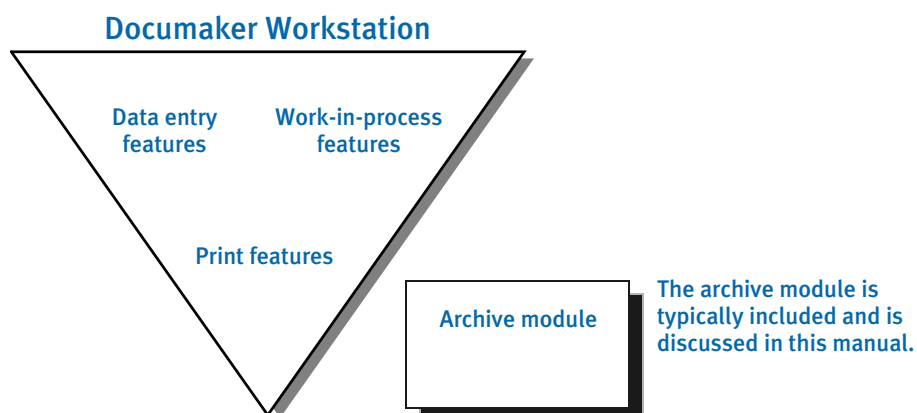 Documaker Workstation
Data entry
features
Work-in-process
features
Print features
Archive module
The archive module is
typically included and is
discussed in this manual.